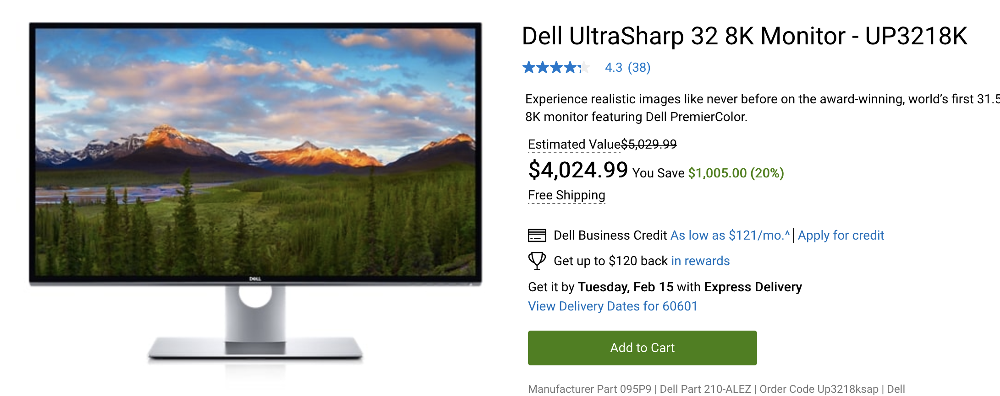 Dell UltraSharp 32 8K Monitor - UP3218K
4.3 (38)
Experience realistic images like never before on the award-winning, world’s first 31.5
8K monitor featuring Dell PremierColor.
Estimated Value$5,029.99
$4,024.99 You Save $1,005.00 (20%)
Free Shipping
Dell Business Credit As low as $121/mo.^ | Apply for credit
Get up to $120 back in rewards
Get it by Tuesday, Feb 15 with Express Delivery
View Delivery Dates for 60601
Add to Cart
Manufacturer Part 095P9 | Dell Part 210-ALEZ | Order Code Up3218ksap | Dell
DELL